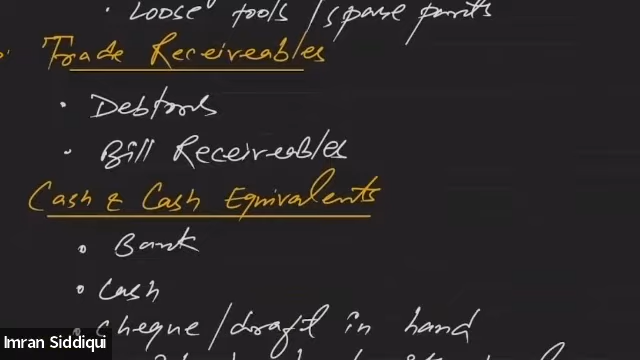 • Loose tools / spare parts
Trade Receiveables
• Debtors
• Bill Receiveables
Cash & Cash Equivalents
• Bank
• Cash
• Cheque/draft in hand
Imran Siddiqui